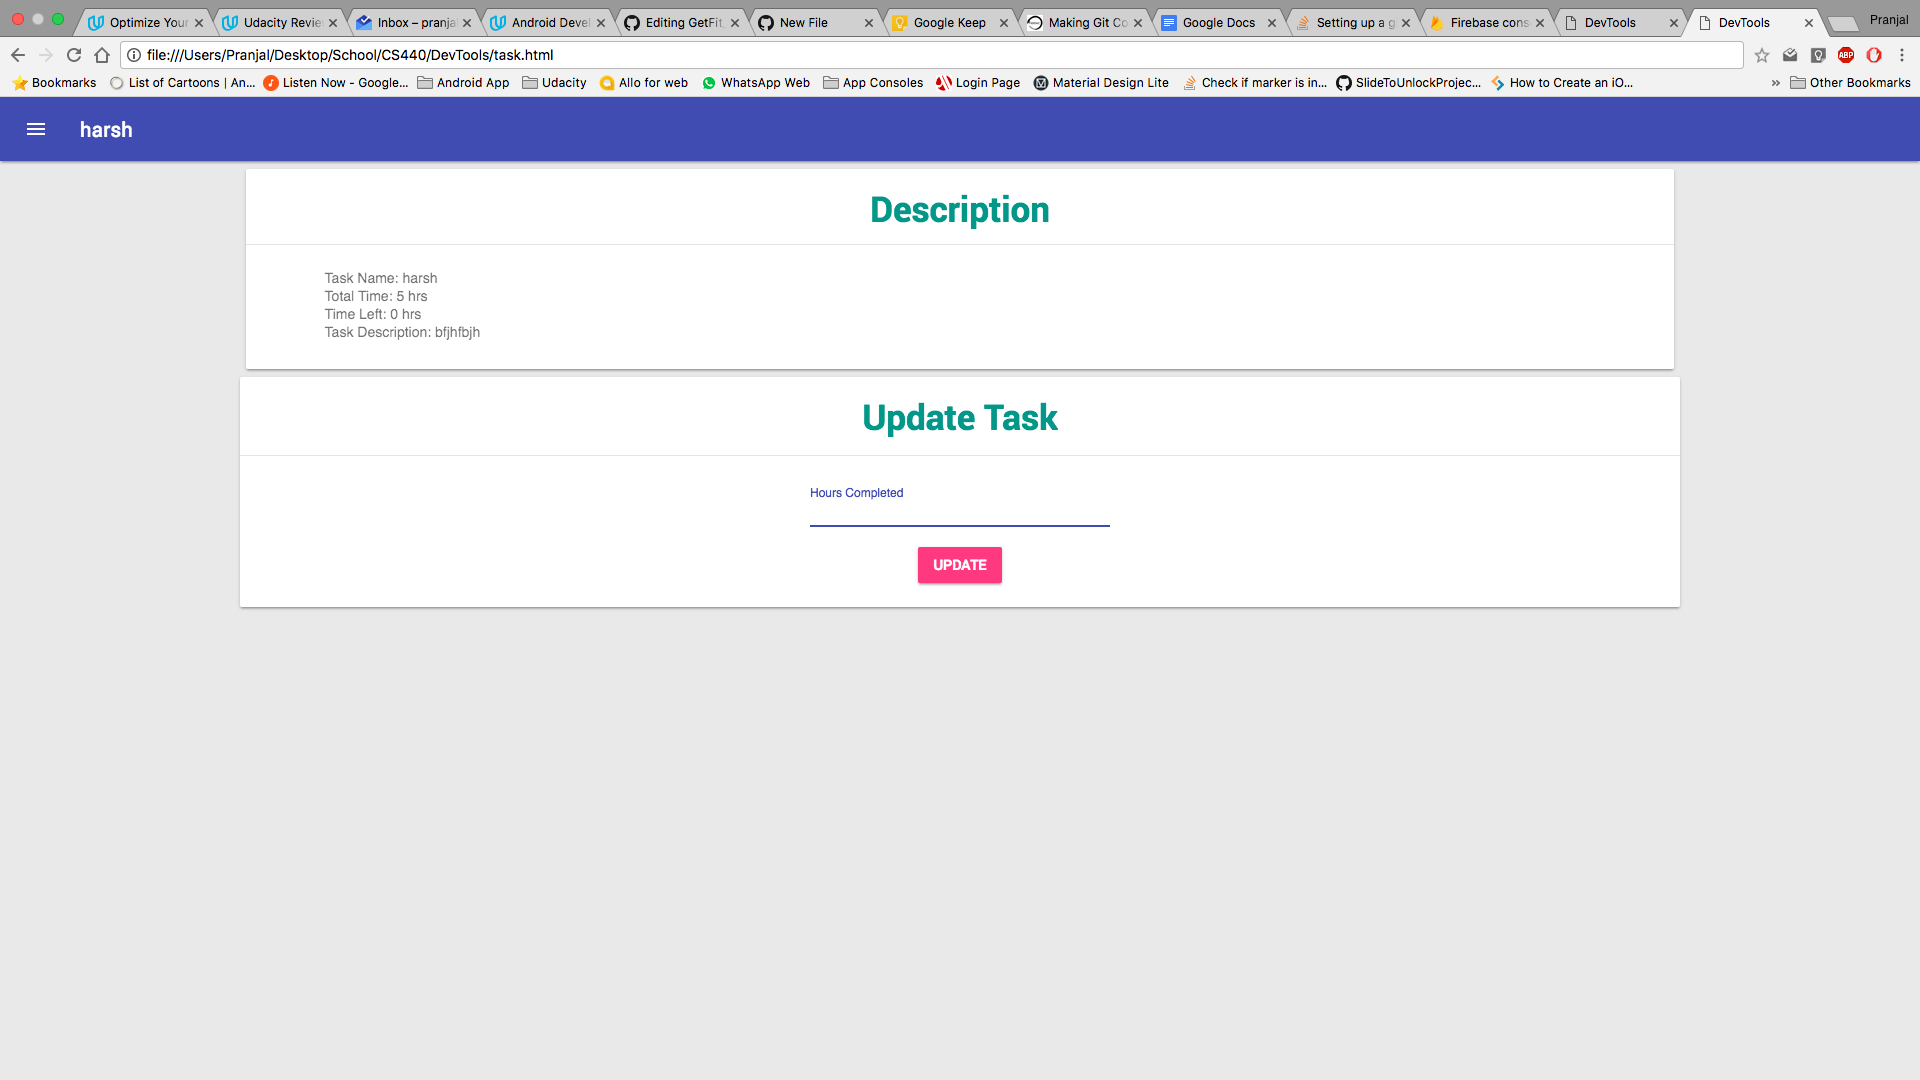 Optimize Your
Udacity Revie
Inbox – pranja
Android Devel
Editing GetFit
New File
Google Keep
Making Git Co
Google Docs
Setting up a g
Firebase cons
DevTools
DevTools
Pranjal
file:///Users/Pranjal/Desktop/School/CS440/DevTools/task.html
ABP
Bookmarks
List of Cartoons | An...
Listen Now - Google...
Android App
Udacity
Allo for web
WhatsApp Web
App Consoles
Login Page
Material Design Lite
Check if marker is in...
SlideToUnlockProjec...
How to Create an iO...
»
Other Bookmarks
harsh
Description
Task Name: harsh
Total Time: 5 hrs
Time Left: 0 hrs
Task Description: bfjhfbjh
Update Task
Hours Completed
UPDATE